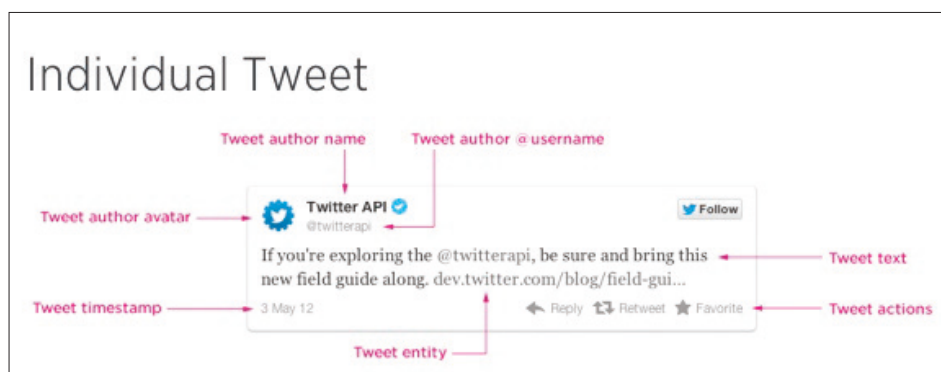 Individual Tweet
Tweet author name
Tweet author @username
Tweet author avatar
Twitter API
Follow
@twitterapi
If you're exploring the @twitterapi, be sure and bring this
Tweet text
new field guide along. dev.twitter.com/blog/field-gui...
Tweet timestamp
3 May 12
Reply Retweet Favorite
Tweet actions
Tweet entity